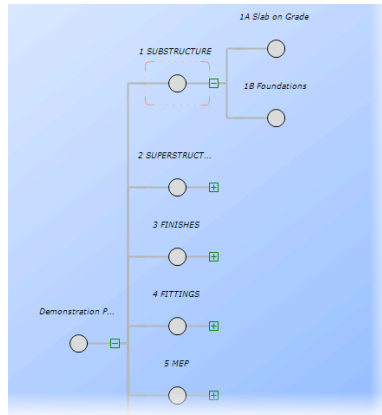 1A Slab on Grade
1 SUBSTRUCTURE
1B Foundations
2 SUPERSTRUCT...
3 FINISHES
4 FITTINGS
Demonstration P...
5 MEP